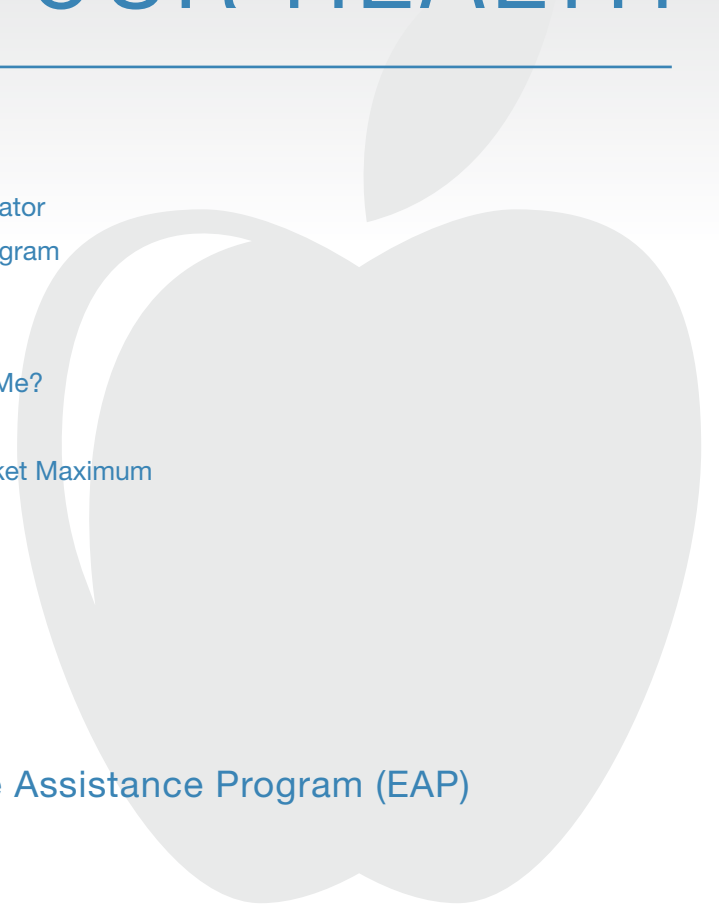 OUR HEALTH
ator
gram
Me?
ket Maximum
e Assistance Program (EAP)